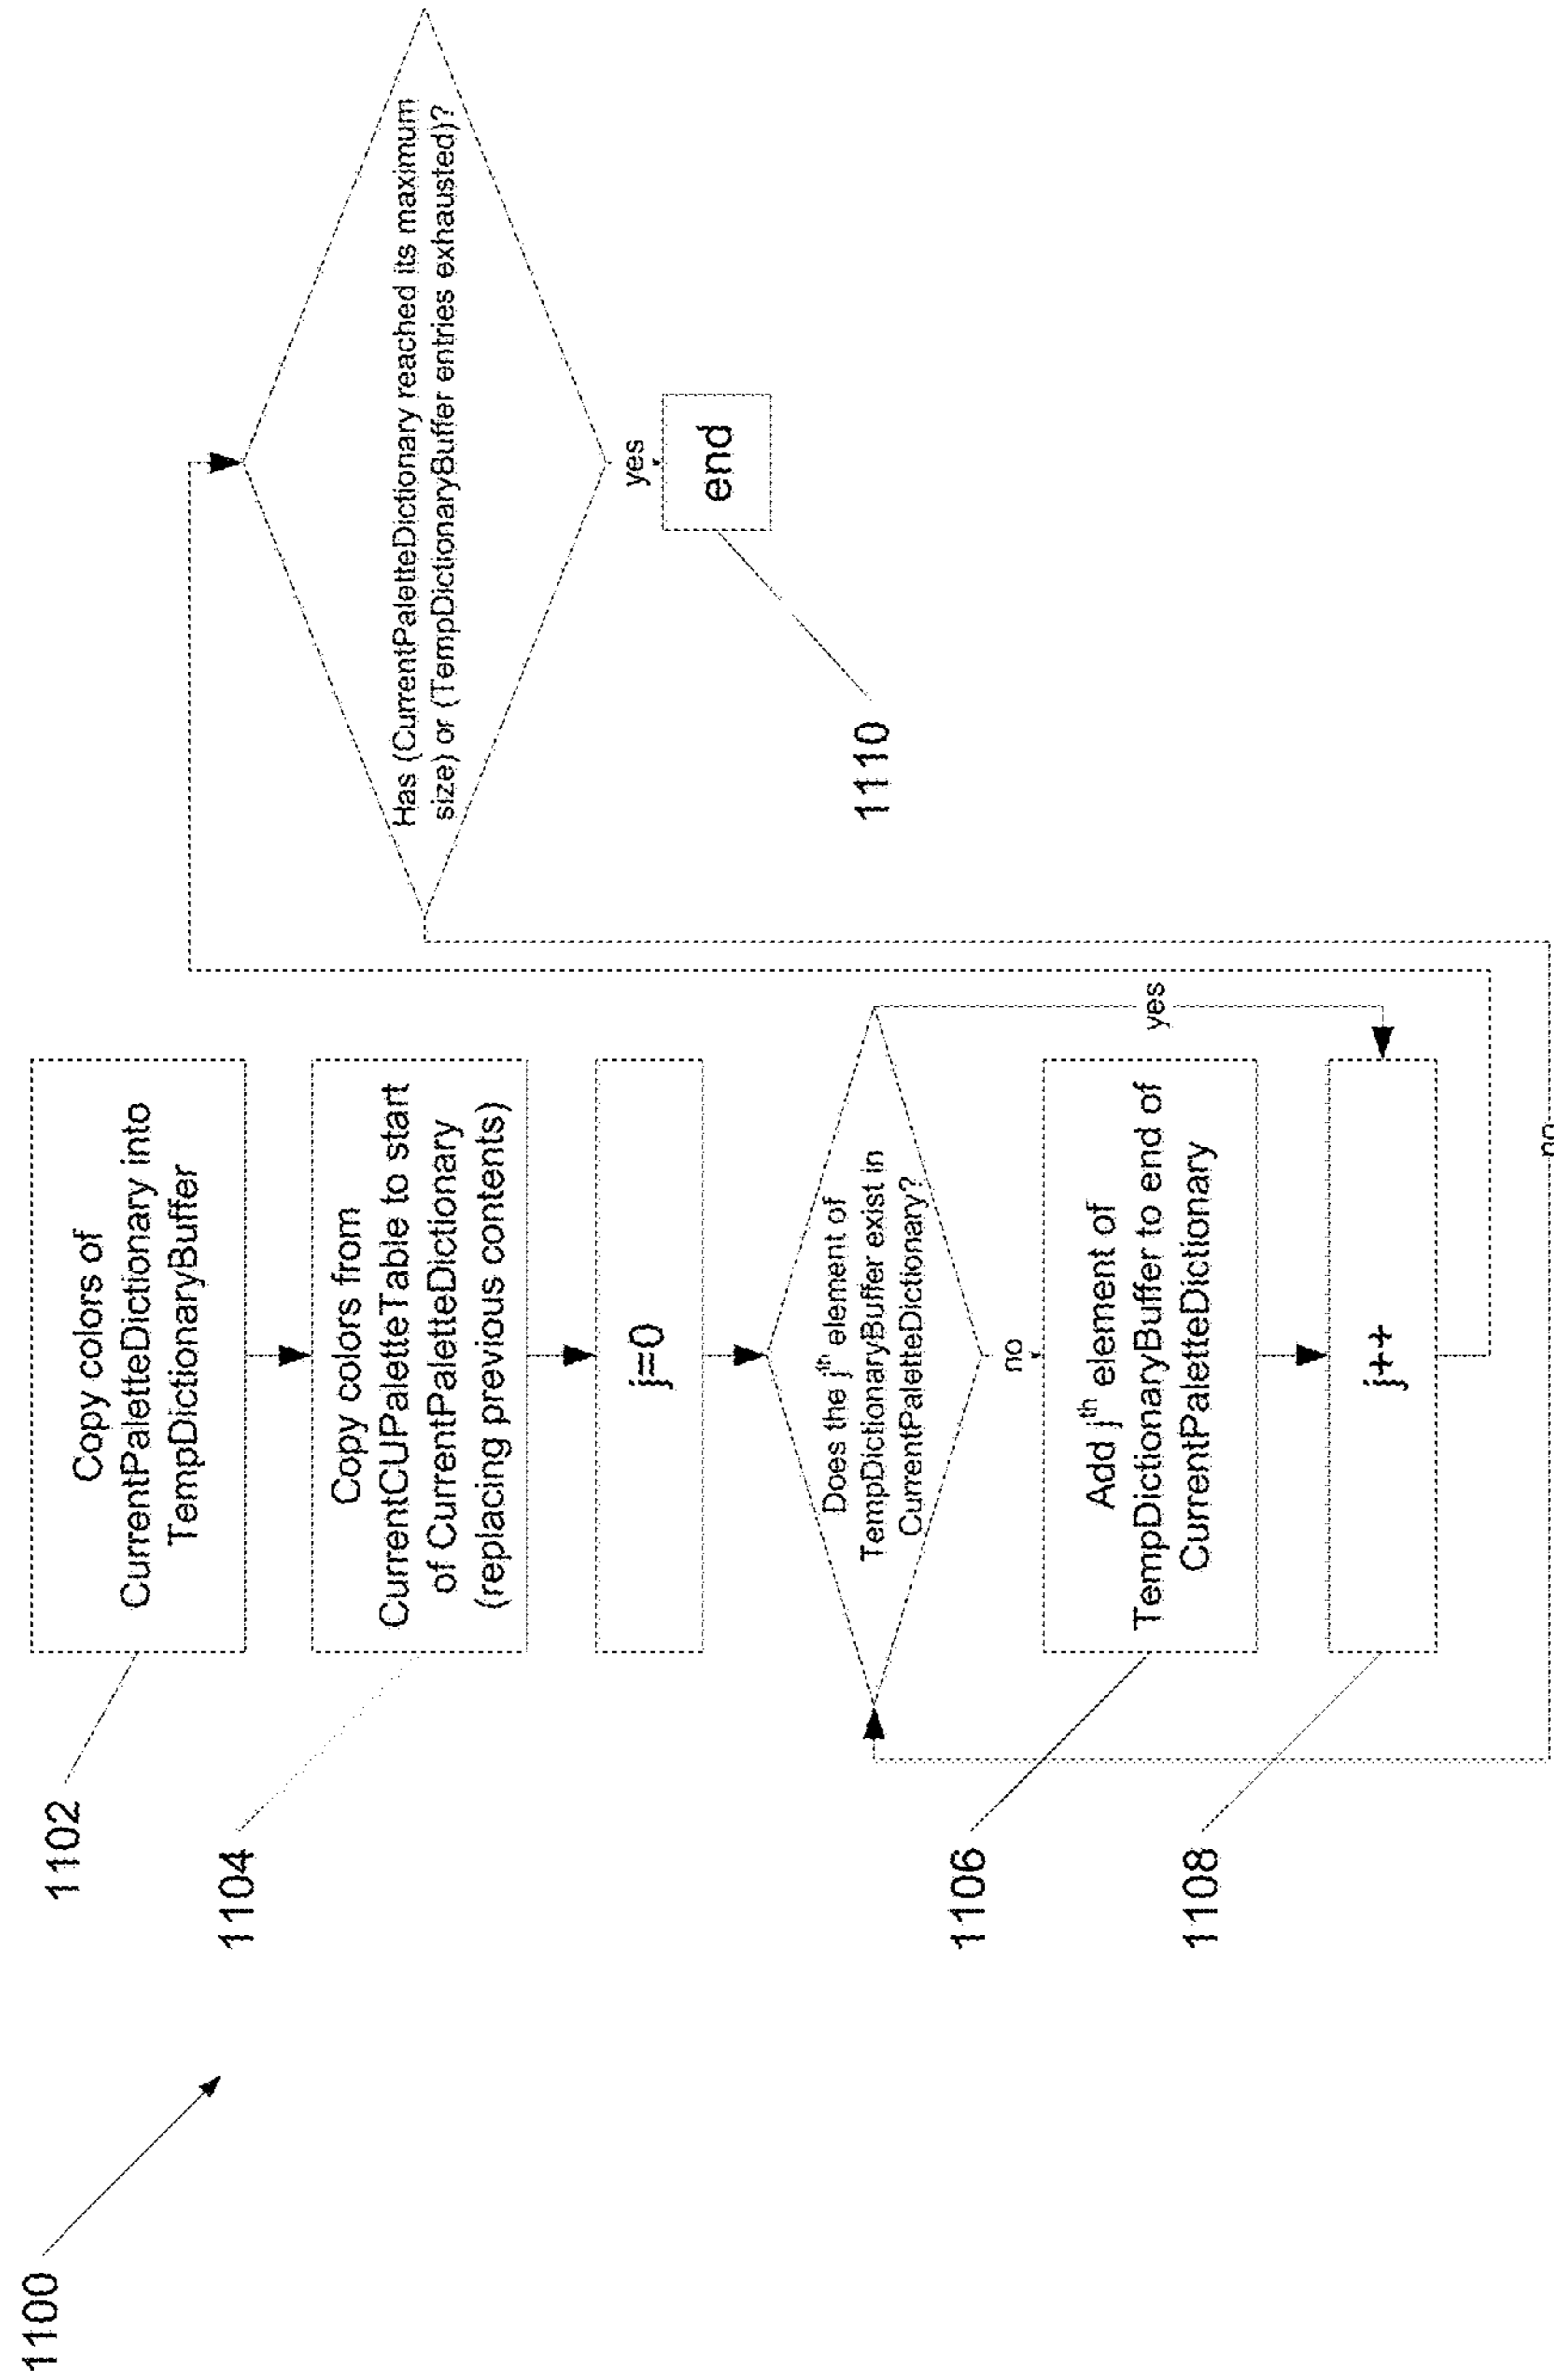 1100
1102
Copy colors of
CurrentPaletteDictionary into
TempDictionaryBuffer
1104
Copy colors from
CurrentCUPaletteTable to start
of CurrentPaletteDictionary
(replacing previous contents)
j=0
Does the jth element of
TempDictionaryBuffer exist in
CurrentPaletteDictionary?
yes
no
1106
Add jth element of
TempDictionaryBuffer to end of
CurrentPaletteDictionary
1108
j++
no
Has (CurrentPaletteDictionary reached its maximum
size) or (TempDictionaryBuffer entries exhausted)?
yes
end
1110